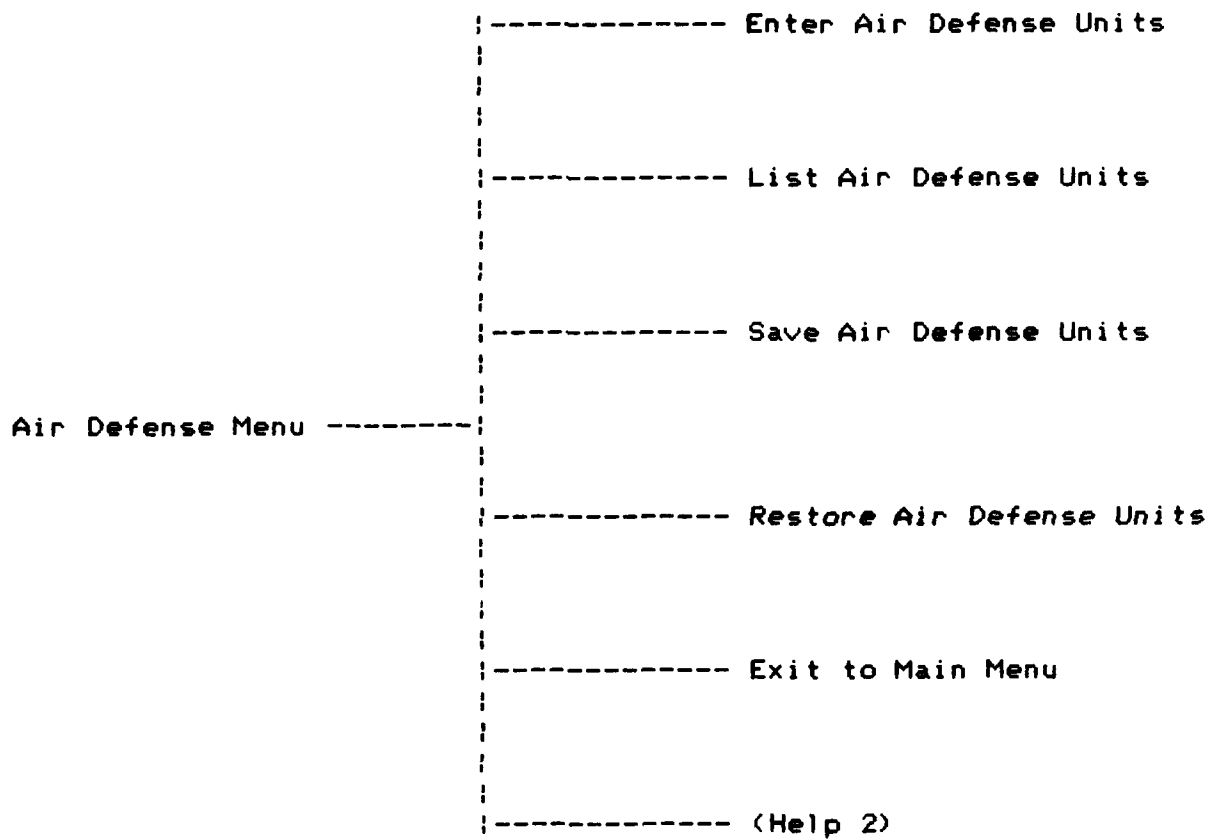 Enter Air Defense Units
List Air Defense Units
Save Air Defense Units
Air Defense Menu
Restore Air Defense Units
Exit to Main Menu
(Help 2)